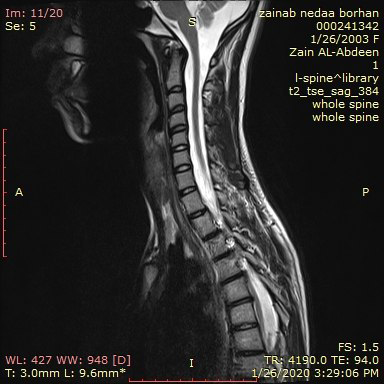 Im: 11/20
Se: 5
zainab nedaa borhan
000241342
1/26/2003 F
Zain AL-Abdeen
1
l-spine^library
t2_tse_sag_384
whole spine
whole spine
S
A
P
I
WL: 427 WW: 948 [D]
T: 3.0mm L: 9.6mm*
FS: 1.5
TR: 4190.0 TE: 94.0
1/26/2020 3:29:06 PM